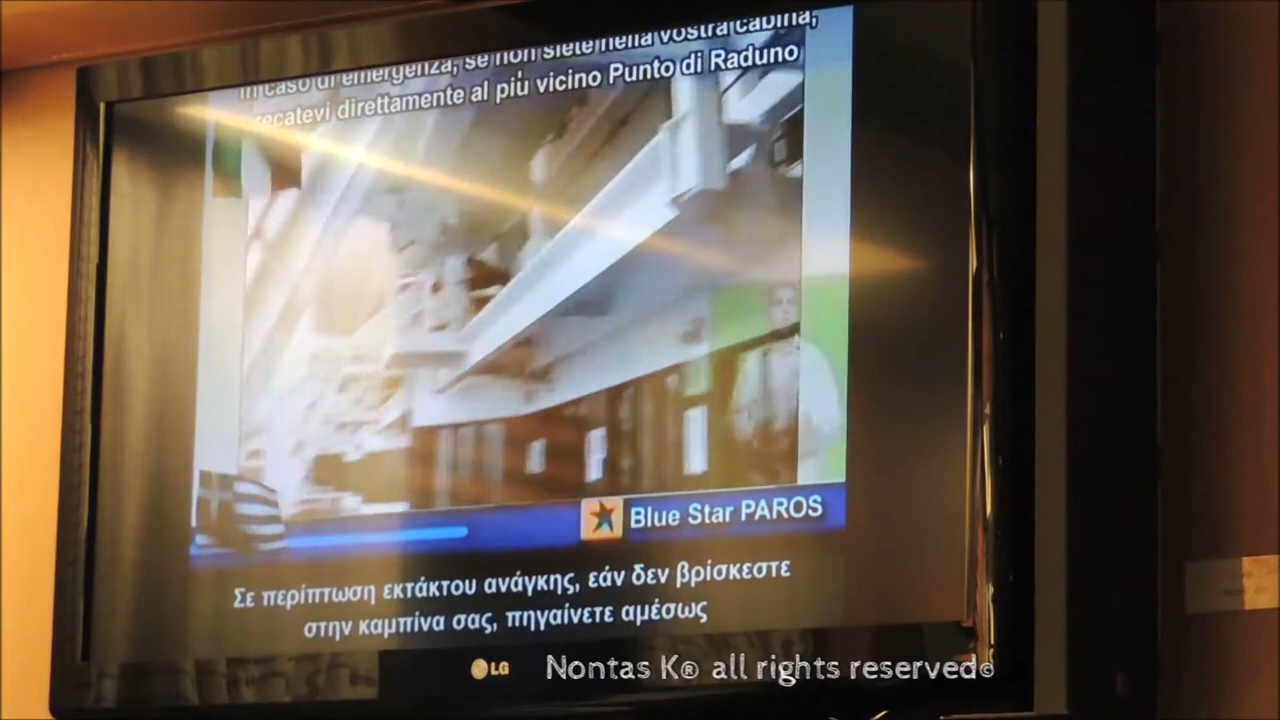 In caso di emergenza, se non siete nella vostra cabina,
recatevi direttamente al più vicino Punto di Raduno
Blue Star PAROS
Σε περίπτωση εκτάκτου ανάγκης, εάν δεν βρίσκεστε
στην καμπίνα σας, πηγαίνετε αμέσως
LG
Nontas K® all rights reserved©